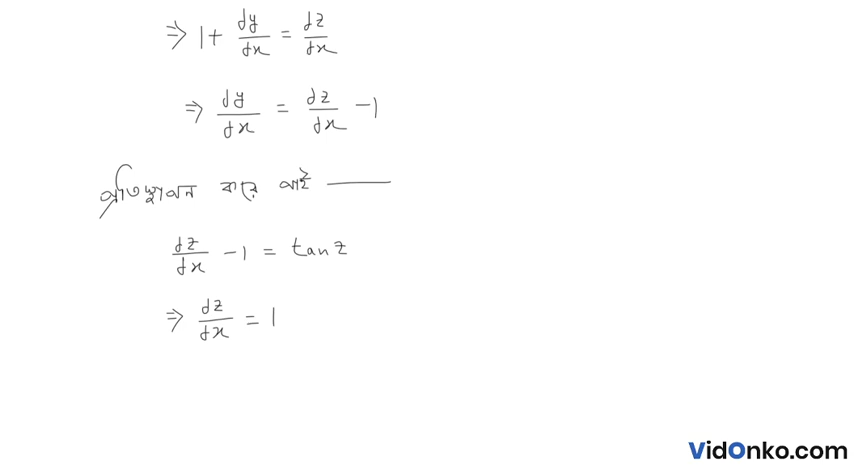 ⇒ 1 + dy/dx = dz/dx
⇒ dy/dx = dz/dx - 1
প্রতিস্থাপন করে পাই ———
dz/dx - 1 = tan z
⇒ dz/dx = 1
VidOnko.com